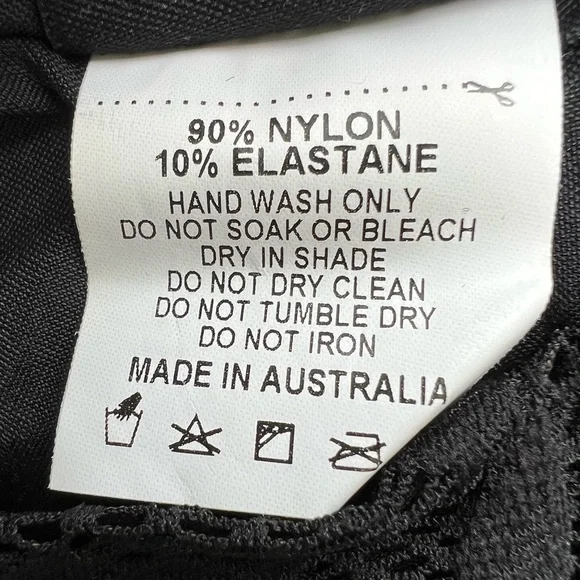 90% NYLON
10% ELASTANE
HAND WASH ONLY
DO NOT SOAK OR BLEACH
DRY IN SHADE
DO NOT DRY CLEAN
DO NOT TUMBLE DRY
DO NOT IRON
MADE IN AUSTRALIA